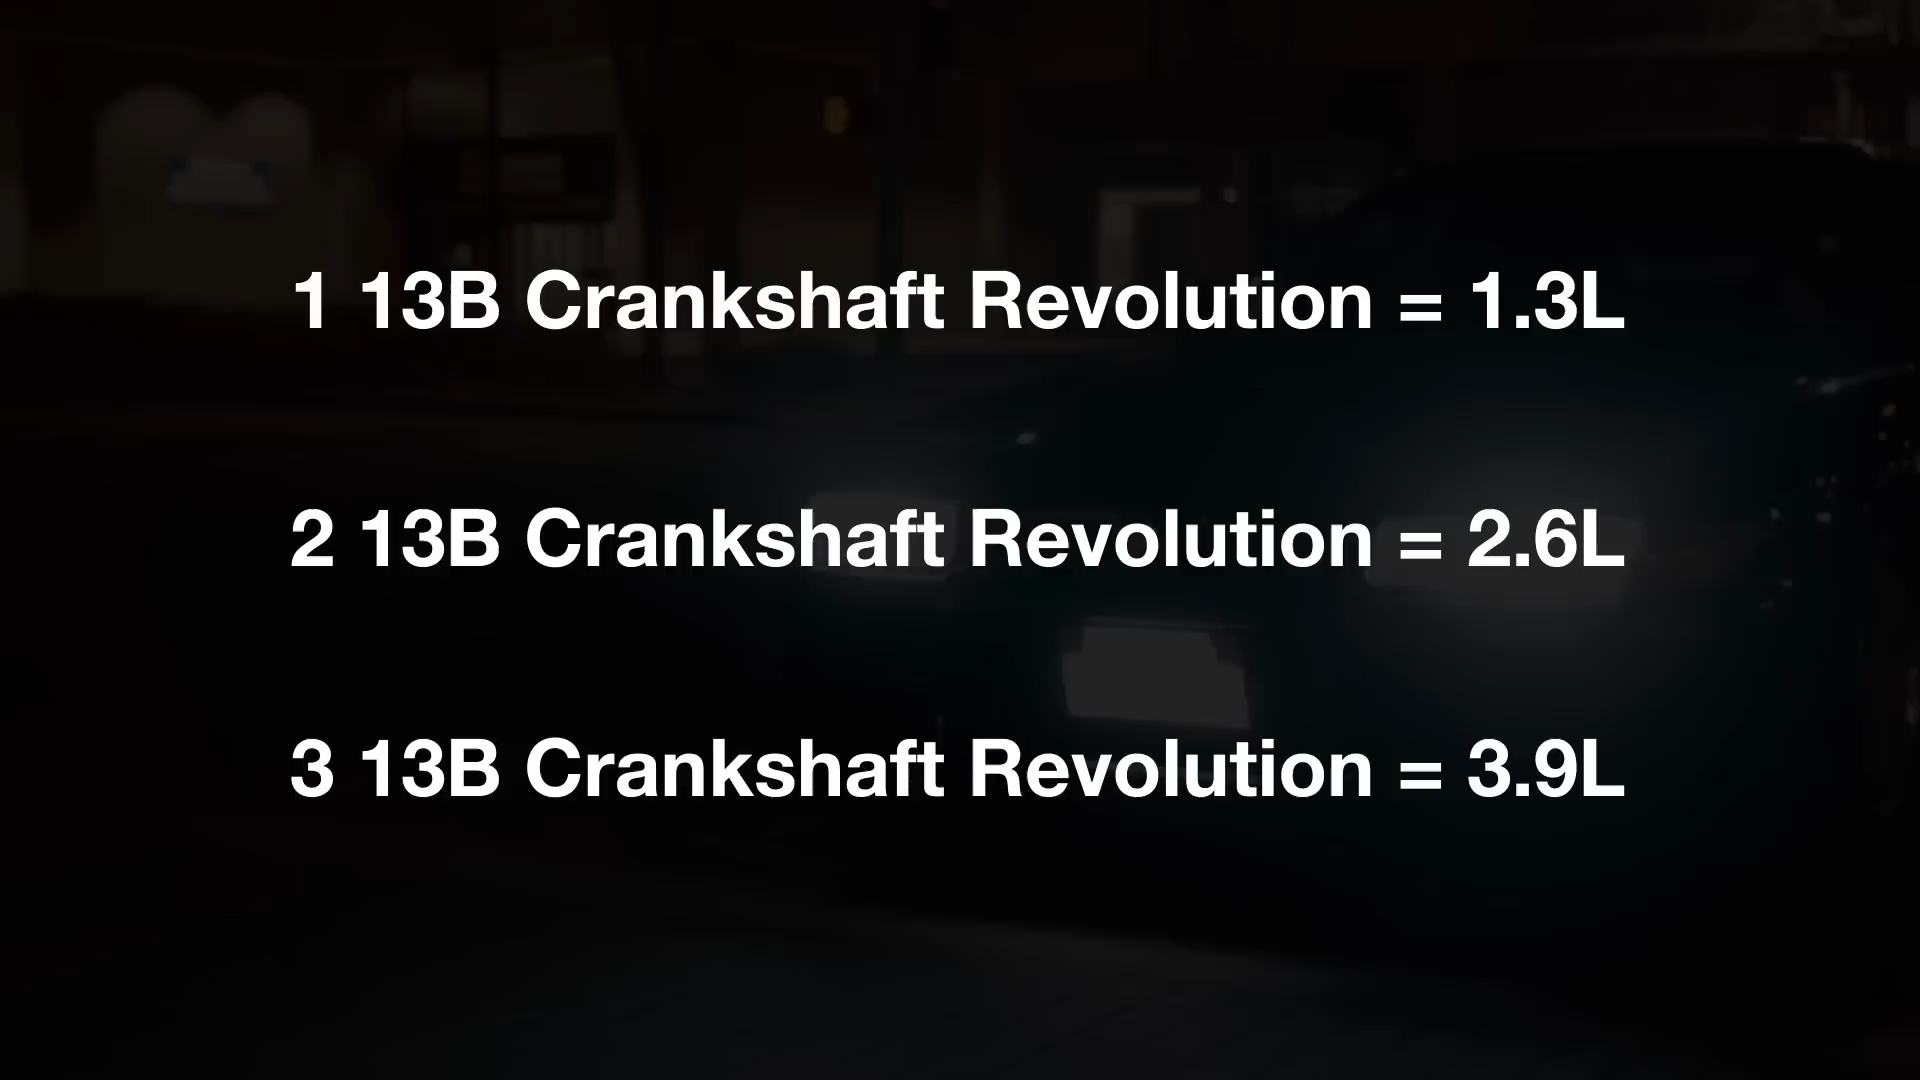 1 13B Crankshaft Revolution = 1.3L
2 13B Crankshaft Revolution = 2.6L
3 13B Crankshaft Revolution = 3.9L